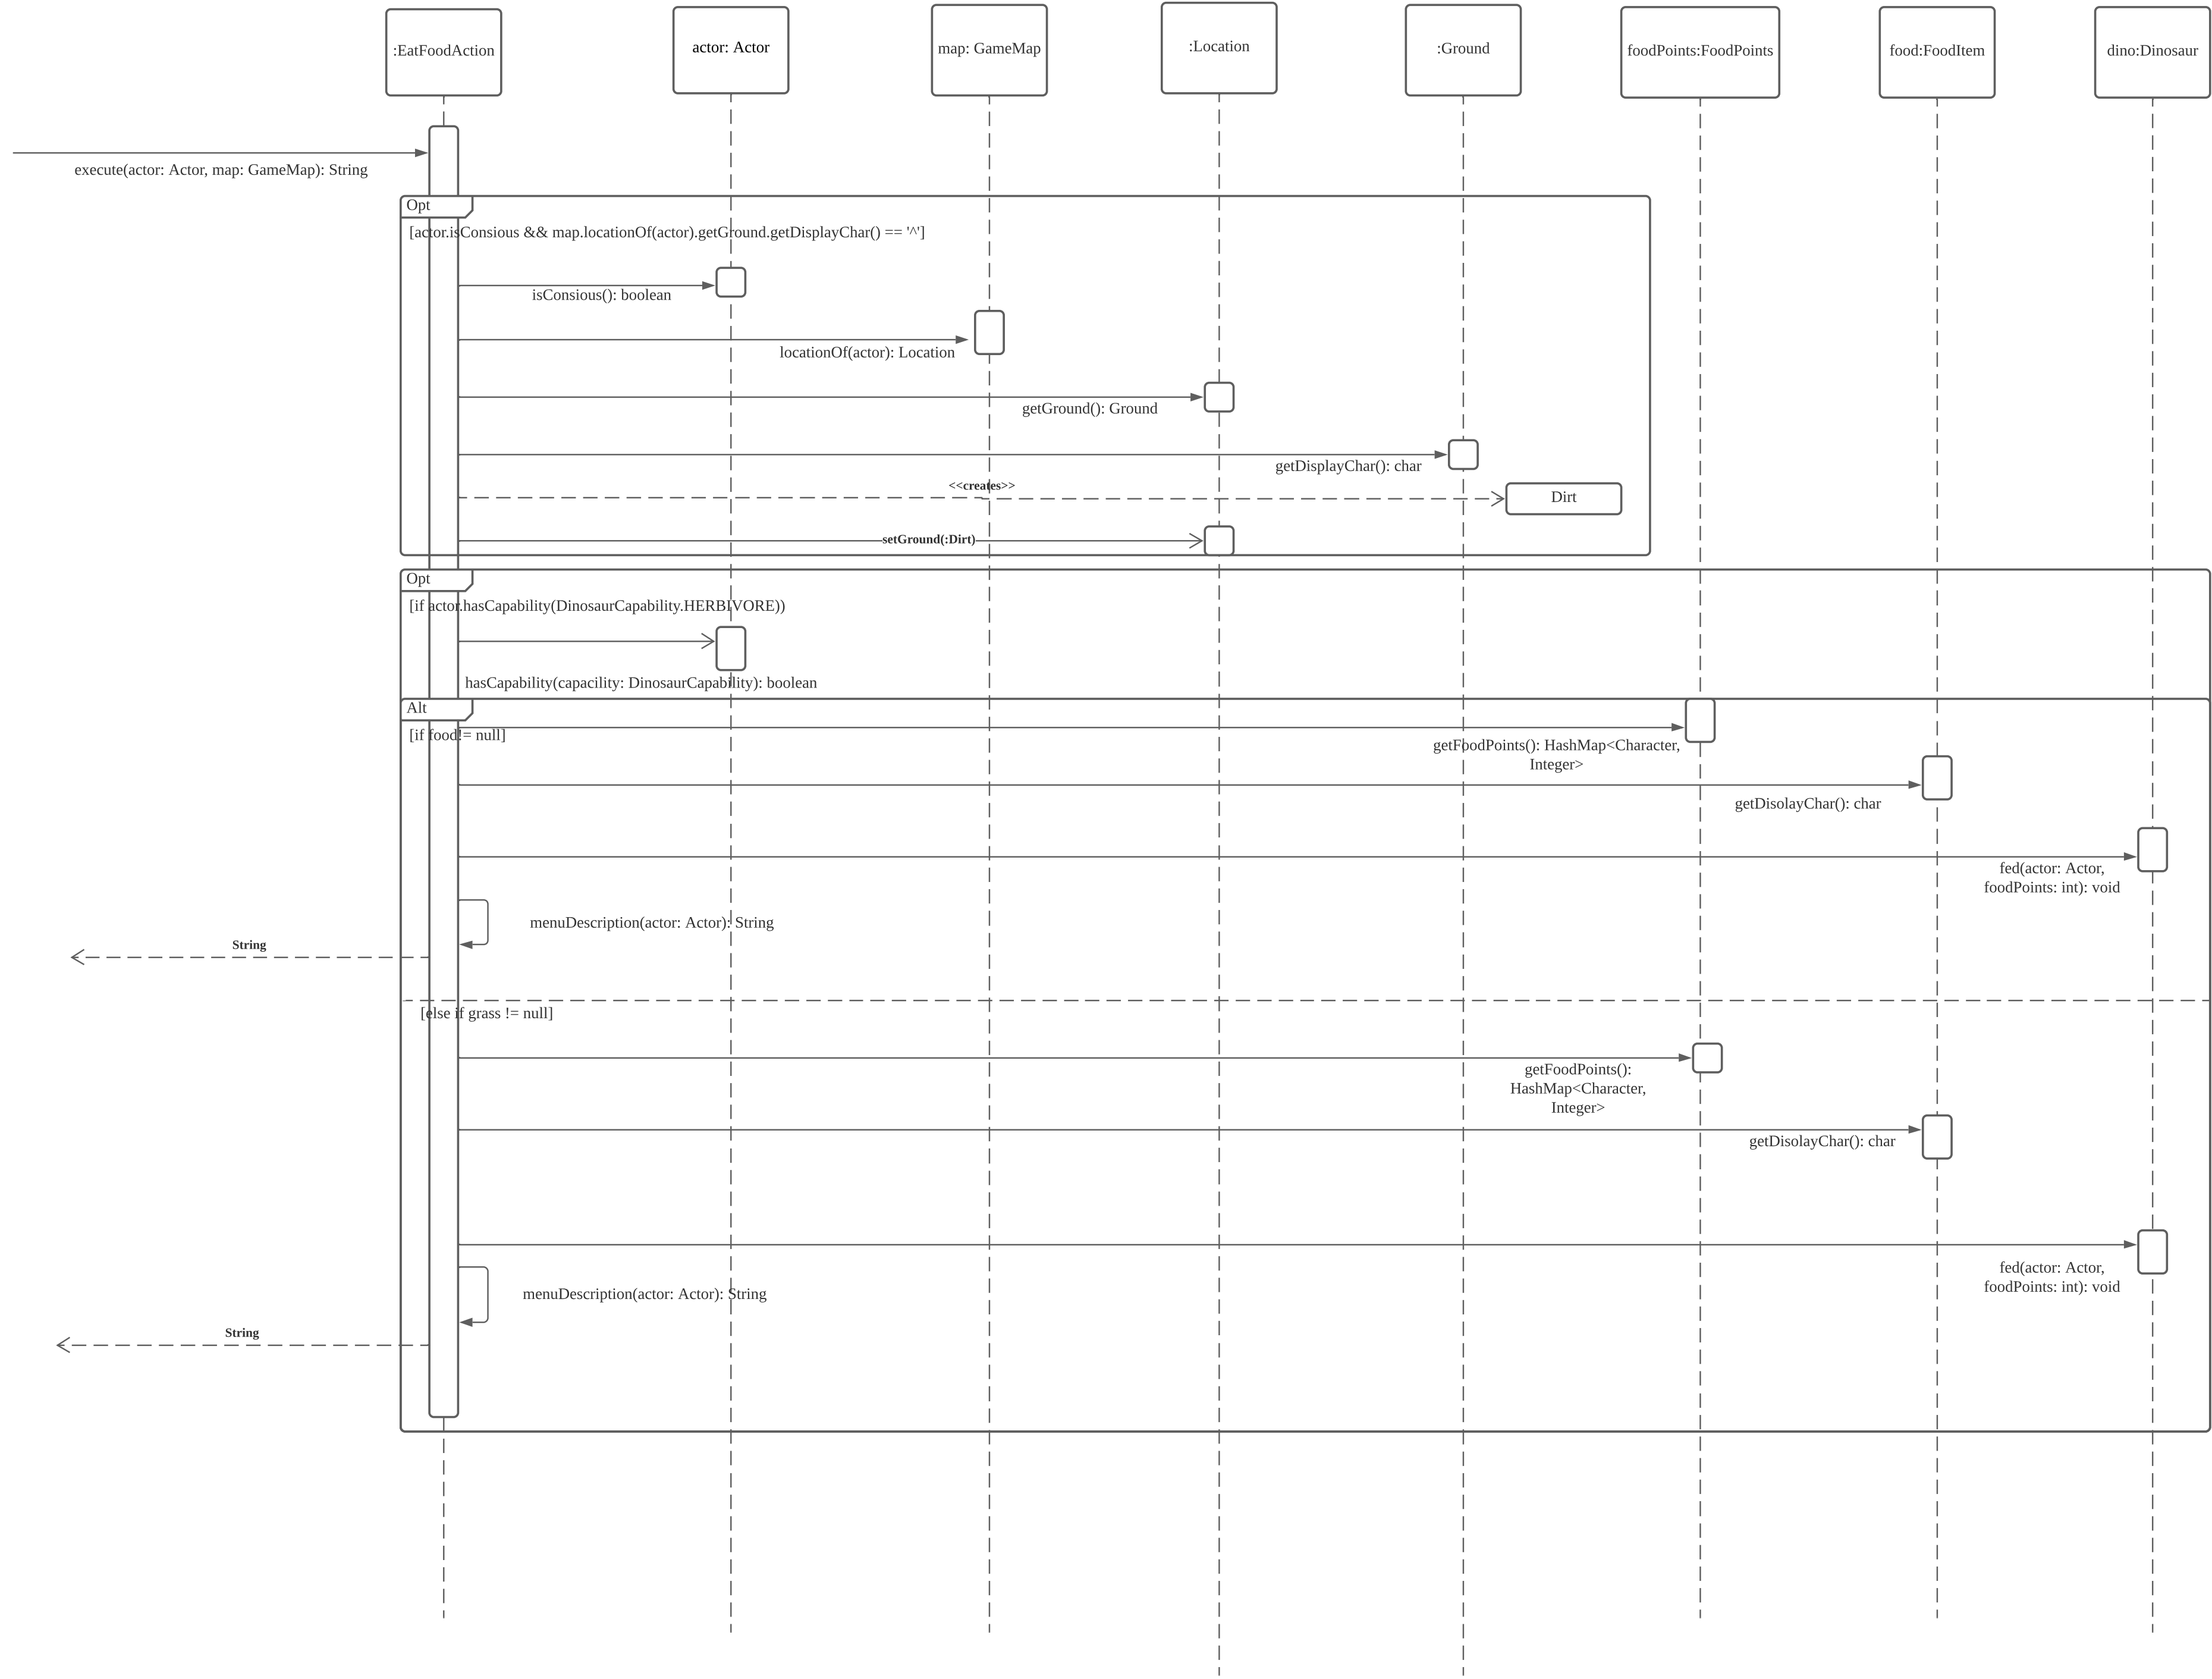 :EatFoodAction
actor: Actor
map: GameMap
:Location
:Ground
foodPoints:FoodPoints
food:FoodItem
dino:Dinosaur
execute(actor: Actor, map: GameMap): String
Opt
[actor.isConsious && map.locationOf(actor).getGround.getDisplayChar() == '^']
isConsious(): boolean
locationOf(actor): Location
getGround(): Ground
getDisplayChar(): char
<<creates>>
Dirt
setGround(:Dirt)
Opt
[if actor.hasCapability(DinosaurCapability.HERBIVORE))
hasCapability(capacility: DinosaurCapability): boolean
Alt
[if food!= null]
getFoodPoints(): HashMap<Character,
Integer>
getDisolayChar(): char
fed(actor: Actor,
foodPoints: int): void
menuDescription(actor: Actor): String
String
[else if grass != null]
getFoodPoints():
HashMap<Character,
Integer>
getDisolayChar(): char
fed(actor: Actor,
foodPoints: int): void
menuDescription(actor: Actor): String
String